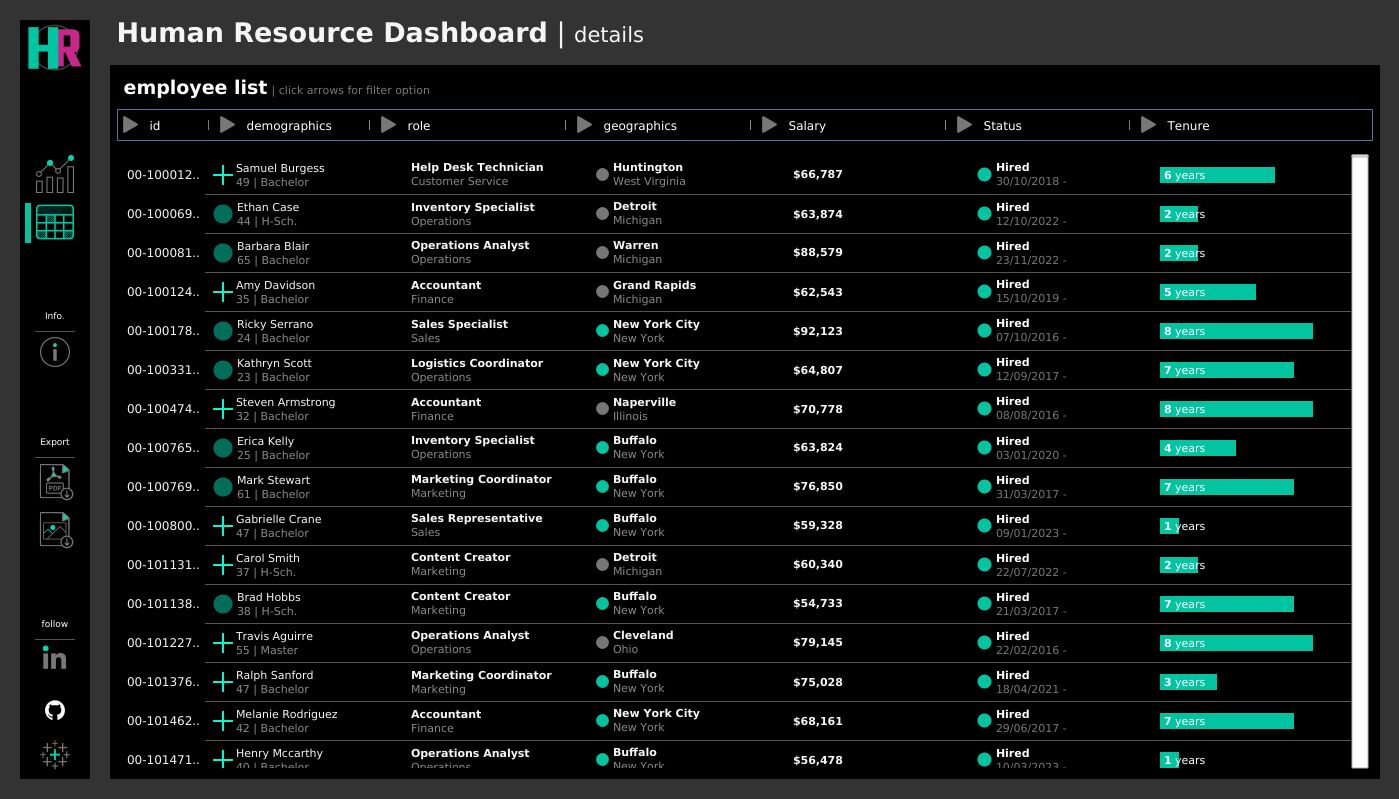 HR
Human Resource Dashboard | details
employee list | click arrows for filter option
id | demographics | role | geographics | Salary | Status | Tenure
00-100012.. Samuel Burgess Help Desk Technician Huntington $66,787 Hired 6 years
49 | Bachelor Customer Service West Virginia 30/10/2018 -
00-100069.. Ethan Case Inventory Specialist Detroit $63,874 Hired 2 years
44 | H-Sch. Operations Michigan 12/10/2022 -
00-100081.. Barbara Blair Operations Analyst Warren $88,579 Hired 2 years
65 | Bachelor Operations Michigan 23/11/2022 -
00-100124.. Amy Davidson Accountant Grand Rapids $62,543 Hired 5 years
35 | Bachelor Finance Michigan 15/10/2019 -
00-100178.. Ricky Serrano Sales Specialist New York City $92,123 Hired 8 years
24 | Bachelor Sales New York 07/10/2016 -
00-100331.. Kathryn Scott Logistics Coordinator New York City $64,807 Hired 7 years
23 | Bachelor Operations New York 12/09/2017 -
00-100474.. Steven Armstrong Accountant Naperville $70,778 Hired 8 years
32 | Bachelor Finance Illinois 08/08/2016 -
00-100765.. Erica Kelly Inventory Specialist Buffalo $63,824 Hired 4 years
25 | Bachelor Operations New York 03/01/2020 -
00-100769.. Mark Stewart Marketing Coordinator Buffalo $76,850 Hired 7 years
61 | Bachelor Marketing New York 31/03/2017 -
00-100800.. Gabrielle Crane Sales Representative Buffalo $59,328 Hired 1 years
47 | Bachelor Sales New York 09/01/2023 -
00-101131.. Carol Smith Content Creator Detroit $60,340 Hired 2 years
37 | H-Sch. Marketing Michigan 22/07/2022 -
00-101138.. Brad Hobbs Content Creator Buffalo $54,733 Hired 7 years
38 | H-Sch. Marketing New York 21/03/2017 -
00-101227.. Travis Aguirre Operations Analyst Cleveland $79,145 Hired 8 years
55 | Master Operations Ohio 22/02/2016 -
00-101376.. Ralph Sanford Marketing Coordinator Buffalo $75,028 Hired 3 years
47 | Bachelor Marketing New York 18/04/2021 -
00-101462.. Melanie Rodriguez Accountant New York City $68,161 Hired 7 years
42 | Bachelor Finance New York 29/06/2017 -
00-101471.. Henry Mccarthy Operations Analyst Buffalo $56,478 Hired 1 years
40 | Bachelor Operations New York 10/03/2023 -
Info.
i
Export
PDF
follow
in